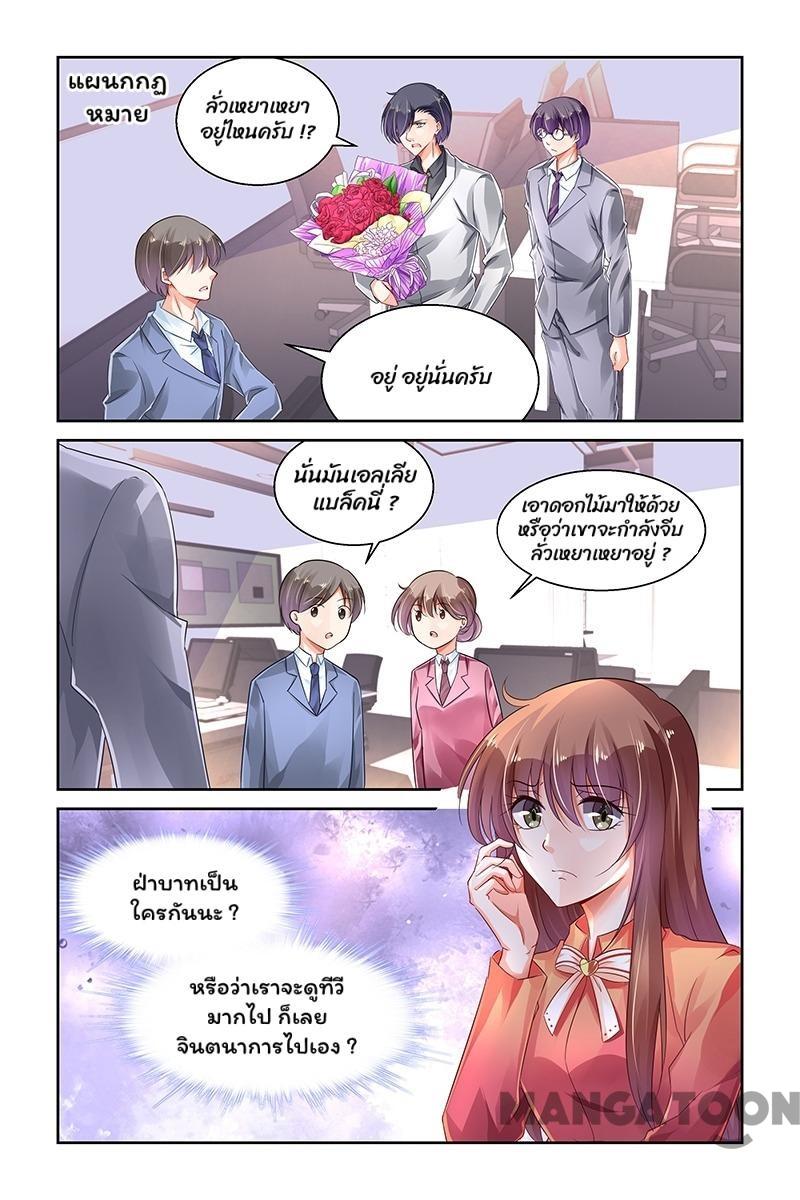 แผนกกฎ
หมาย
ลั่วเหยาเหยา
อยู่ไหนครับ !?
อยู่ อยู่นั่นครับ
นั่นมันเอลเลีย
แบล็คนี่ ?
เอาดอกไม้มาให้ด้วย
หรือว่าเขาจะกำลังจีบ
ลั่วเหยาเหยาอยู่ ?
ฝ่าบาทเป็น
ใครกันนะ ?
หรือว่าเราจะดูทีวี
มากไป ก็เลย
จินตนาการไปเอง ?
MANGATOON